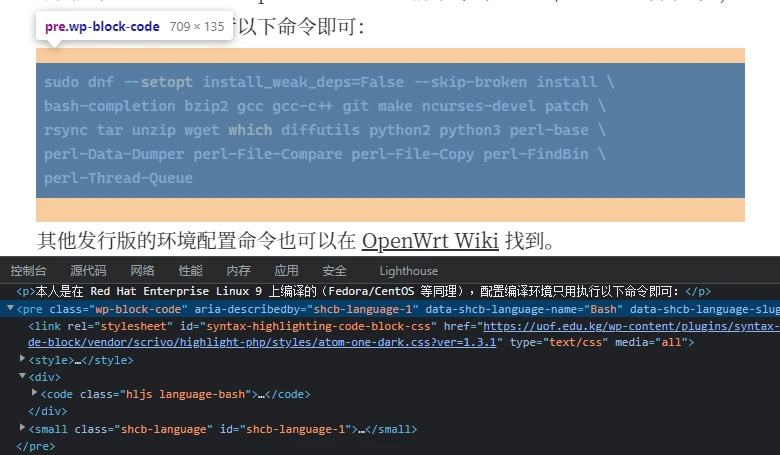 pre.wp-block-code 709 × 135
行以下命令即可：
sudo dnf --setopt install_weak_deps=False --skip-broken install \
bash-completion bzip2 gcc gcc-c++ git make ncurses-devel patch \
rsync tar unzip wget which diffutils python2 python3 perl-base \
perl-Data-Dumper perl-File-Compare perl-File-Copy perl-FindBin \
perl-Thread-Queue
其他发行版的环境配置命令也可以在 OpenWrt Wiki 找到。
控制台 源代码 网络 性能 内存 应用 安全 Lighthouse
<p>本人是在 Red Hat Enterprise Linux 9 上编译的（Fedora/CentOS 等同理），配置编译环境只用执行以下命令即可：</p>
<pre class="wp-block-code" aria-describedby="shcb-language-1" data-shcb-language-name="Bash" data-shcb-language-slug
<link rel="stylesheet" id="syntax-highlighting-code-block-css" href="https://uof.edu.kg/wp-content/plugins/syntax-
de-block/vendor/scrivo/highlight-php/styles/atom-one-dark.css?ver=1.3.1" type="text/css" media="all">
<style>…</style>
<div>
<code class="hljs language-bash">…</code>
</div>
<small class="shcb-language" id="shcb-language-1">…</small>
</pre>